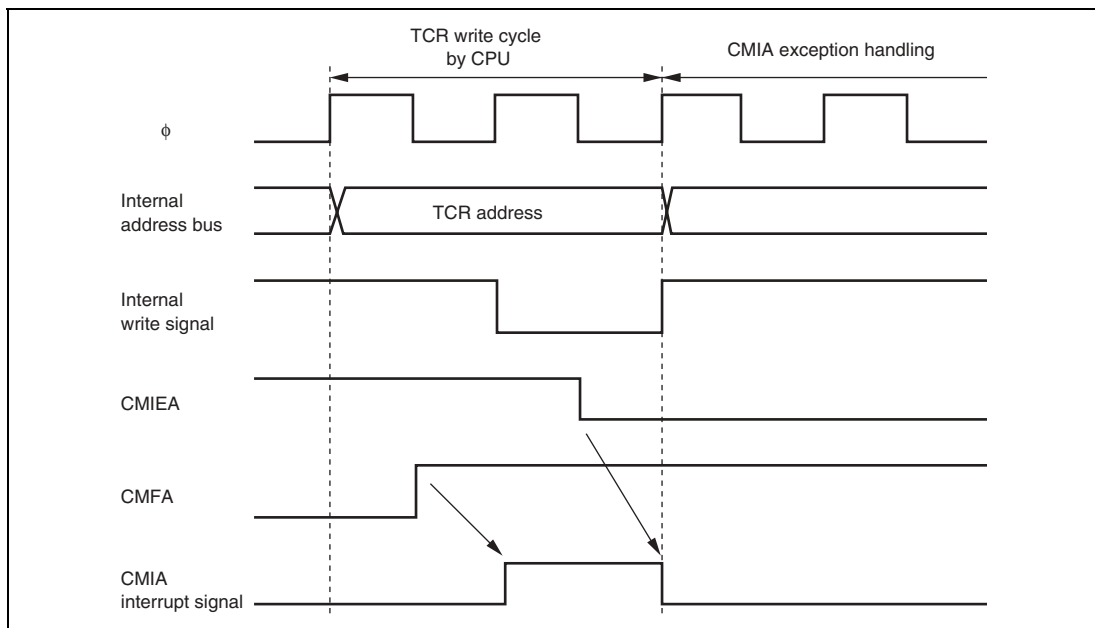 TCR write cycle
by CPU
CMIA exception handling
ϕ
Internal
address bus
TCR address
Internal
write signal
CMIEA
CMFA
CMIA
interrupt signal